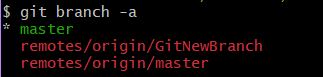 $ git branch -a
* master
remotes/origin/GitNewBranch
remotes/origin/master